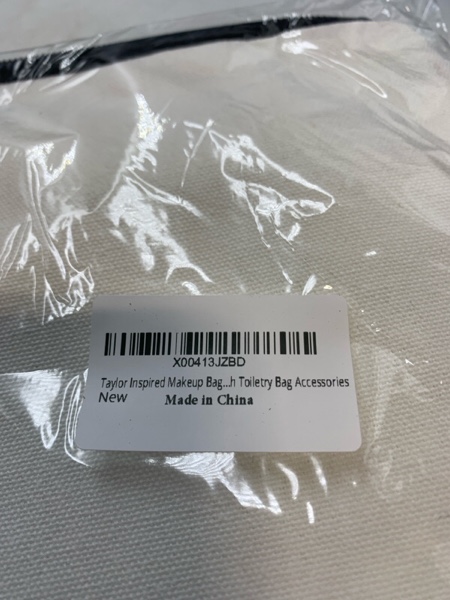 X00413JZBD
Taylor Inspired Makeup Bag...h Toiletry Bag Accessories
New Made in China